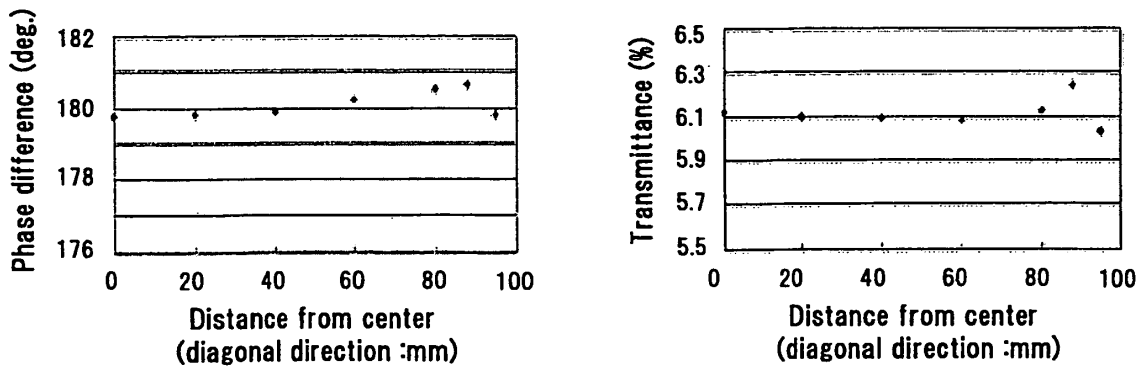 Phase difference (deg.)
182
180
178
176
0 20 40 60 80 100
Distance from center
(diagonal direction :mm)
Transmittance (%)
6.5
6.3
6.1
5.9
5.7
5.5
0 20 40 60 80 100
Distance from center
(diagonal direction :mm)